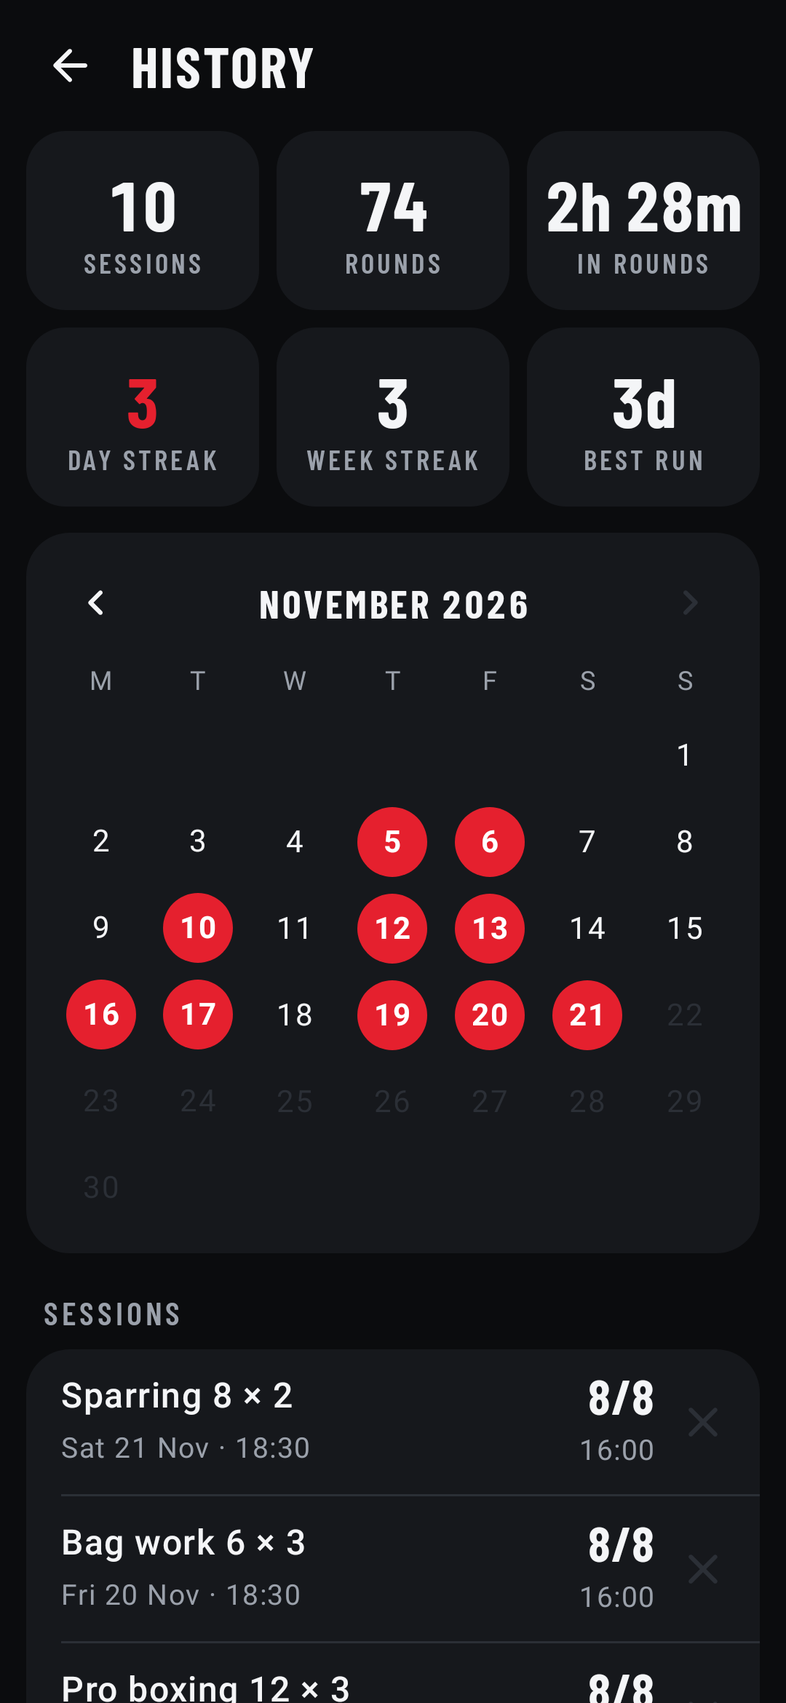 HISTORY
10 74 2h 28m
SESSIONS ROUNDS IN ROUNDS
3 3 3d
DAY STREAK WEEK STREAK BEST RUN
NOVEMBER 2026
M T W T F S S
1
2 3 4 5 6 7 8
9 10 11 12 13 14 15
16 17 18 19 20 21 22
23 24 25 26 27 28 29
30
SESSIONS
Sparring 8 × 2 8/8
Sat 21 Nov · 18:30 16:00
Bag work 6 × 3 8/8
Fri 20 Nov · 18:30 16:00
Pro boxing 12 × 3 8/8